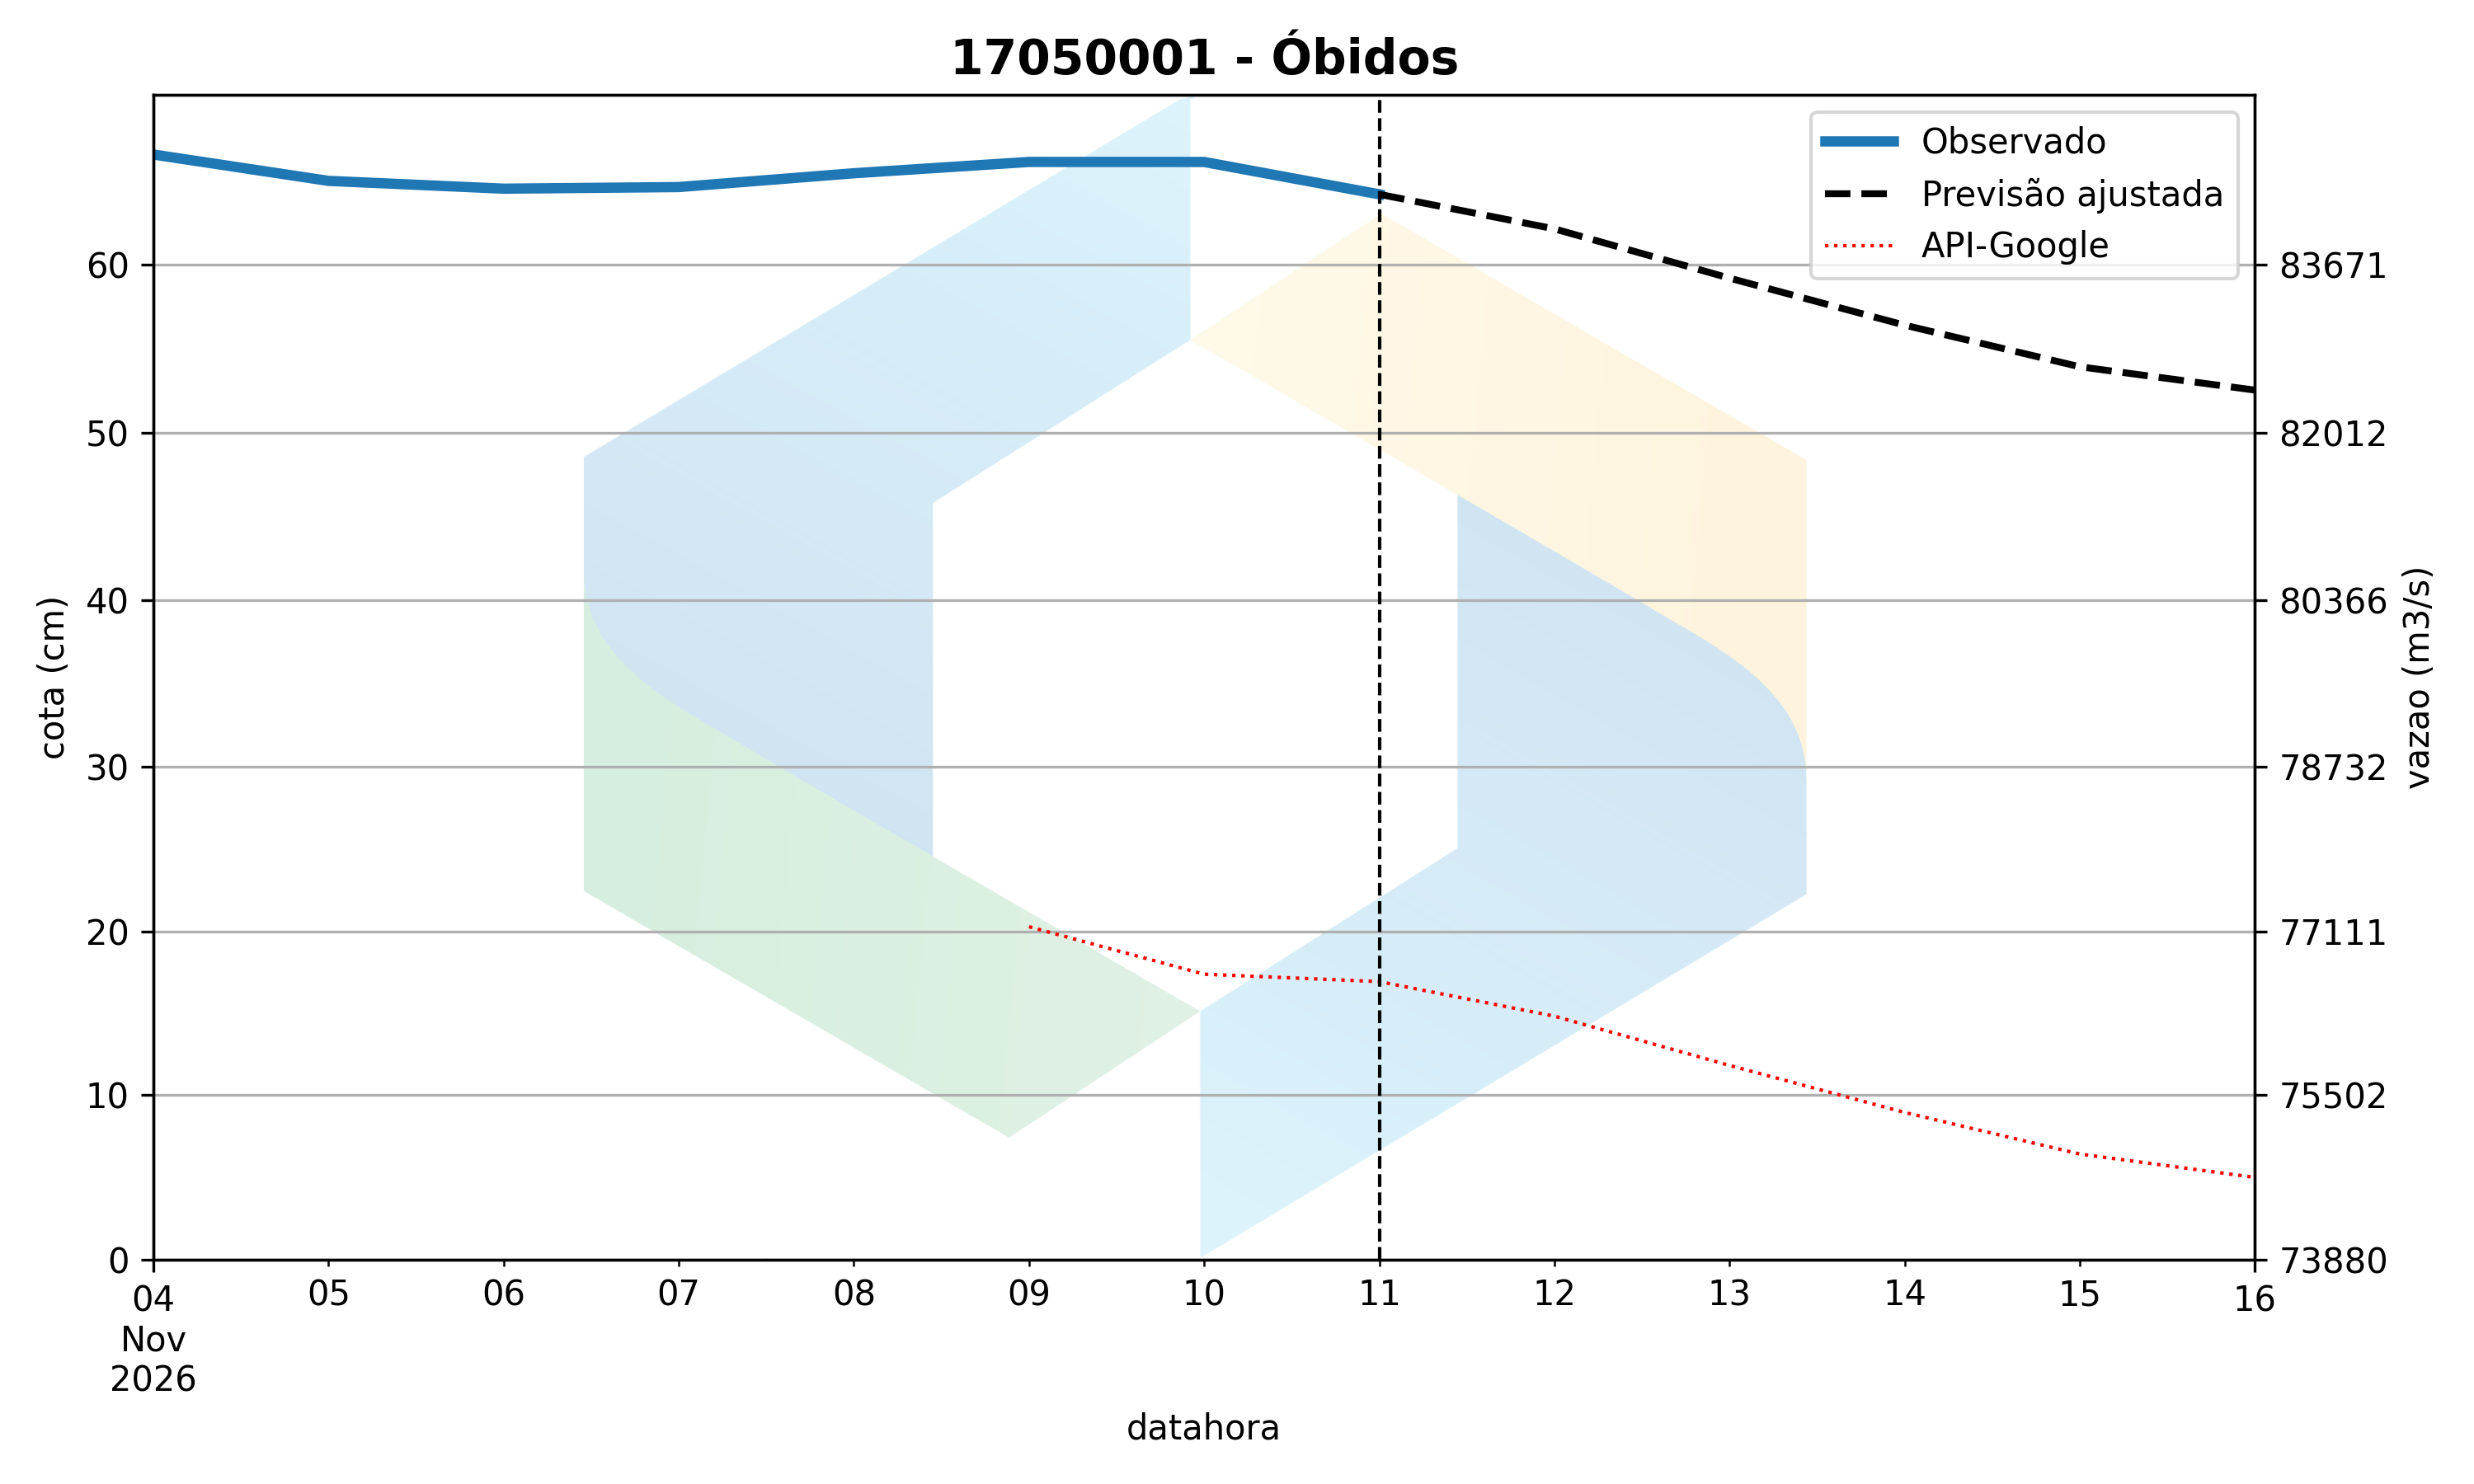 17050001 - Óbidos
Observado
Previsão ajustada
API-Google
60
50
40
30
20
10
0
cota (cm)
83671
82012
80366
78732
77111
75502
73880
vazao (m3/s)
04 05 06 07 08 09 10 11 12 13 14 15 16
Nov
2026
datahora